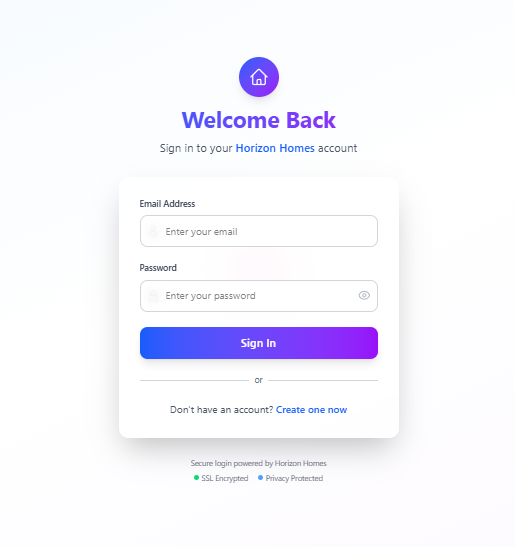 Welcome Back
Sign in to your Horizon Homes account
Email Address
Enter your email
Password
Enter your password
Sign In
or
Don't have an account? Create one now
Secure login powered by Horizon Homes
SSL Encrypted Privacy Protected